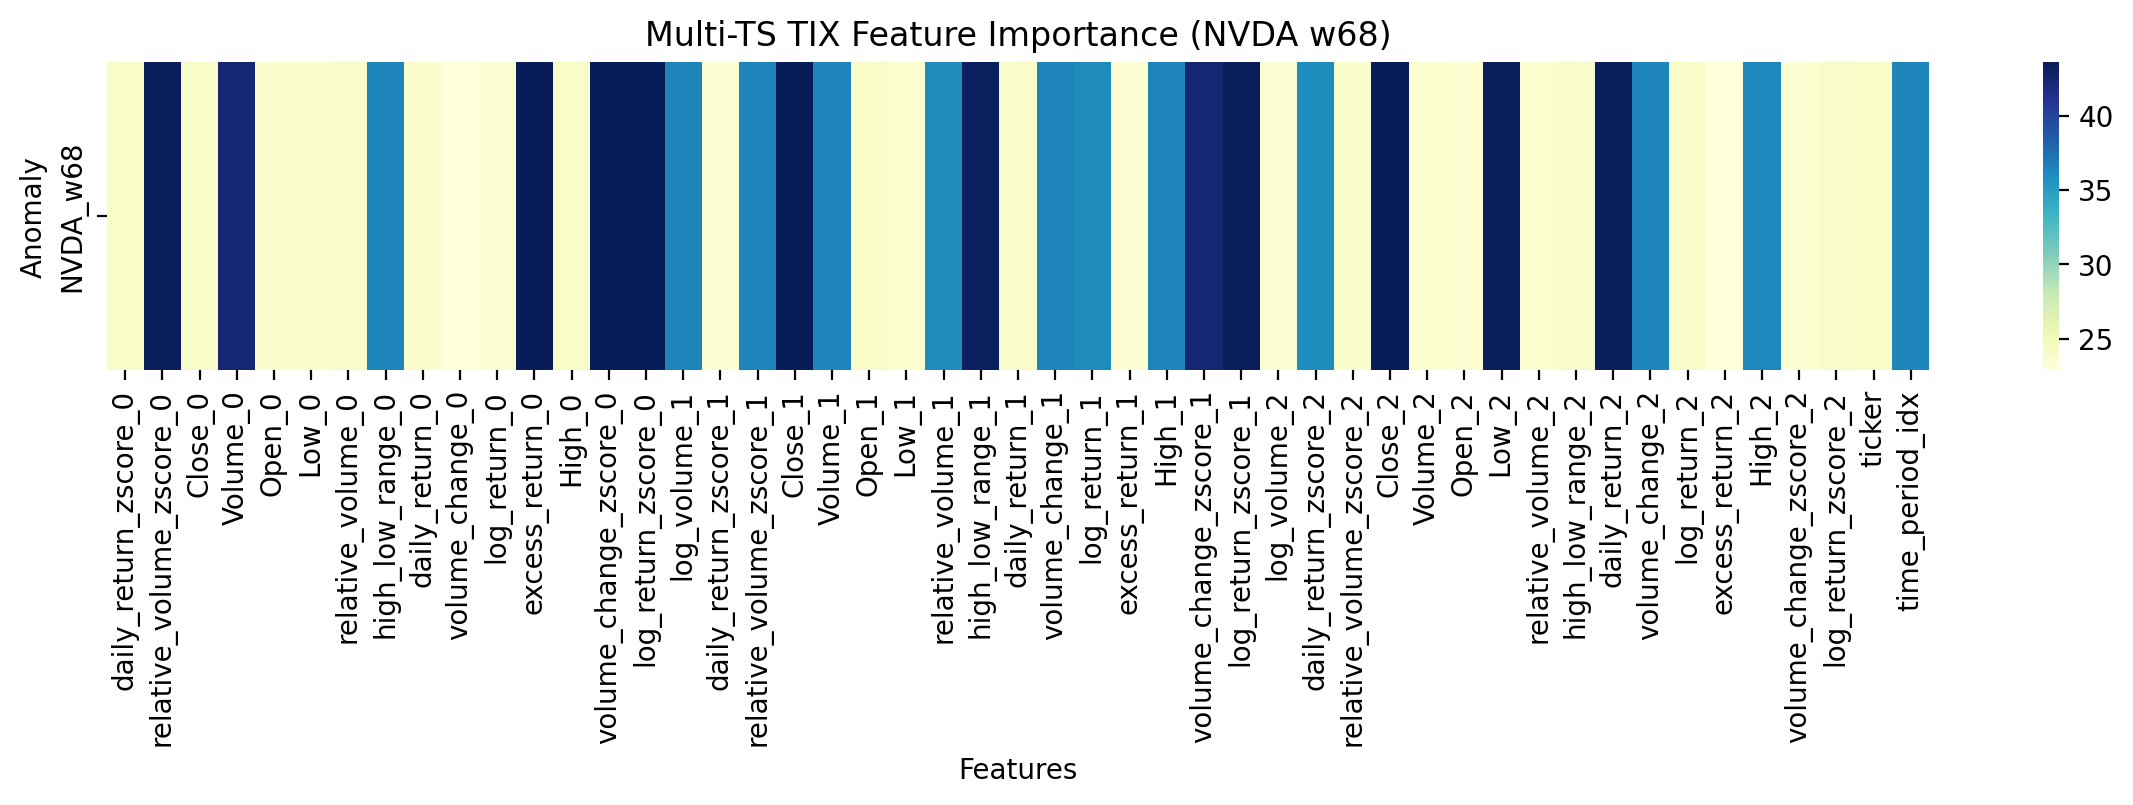 Multi-TS TIX Feature Importance (NVDA w68)
Anomaly
NVDA_w68
40
35
30
25
daily_return_zscore_0
relative_volume_zscore_0
Close_0
Volume_0
Open_0
Low_0
relative_volume_0
high_low_range_0
daily_return_0
volume_change_0
log_return_0
excess_return_0
High_0
volume_change_zscore_0
log_return_zscore_0
log_volume_1
daily_return_zscore_1
relative_volume_zscore_1
Close_1
Volume_1
Open_1
Low_1
relative_volume_1
high_low_range_1
daily_return_1
volume_change_1
log_return_1
excess_return_1
High_1
volume_change_zscore_1
log_return_zscore_1
log_volume_2
daily_return_zscore_2
relative_volume_zscore_2
Close_2
Volume_2
Open_2
Low_2
relative_volume_2
high_low_range_2
daily_return_2
volume_change_2
log_return_2
excess_return_2
High_2
volume_change_zscore_2
log_return_zscore_2
ticker
time_period_idx
Features